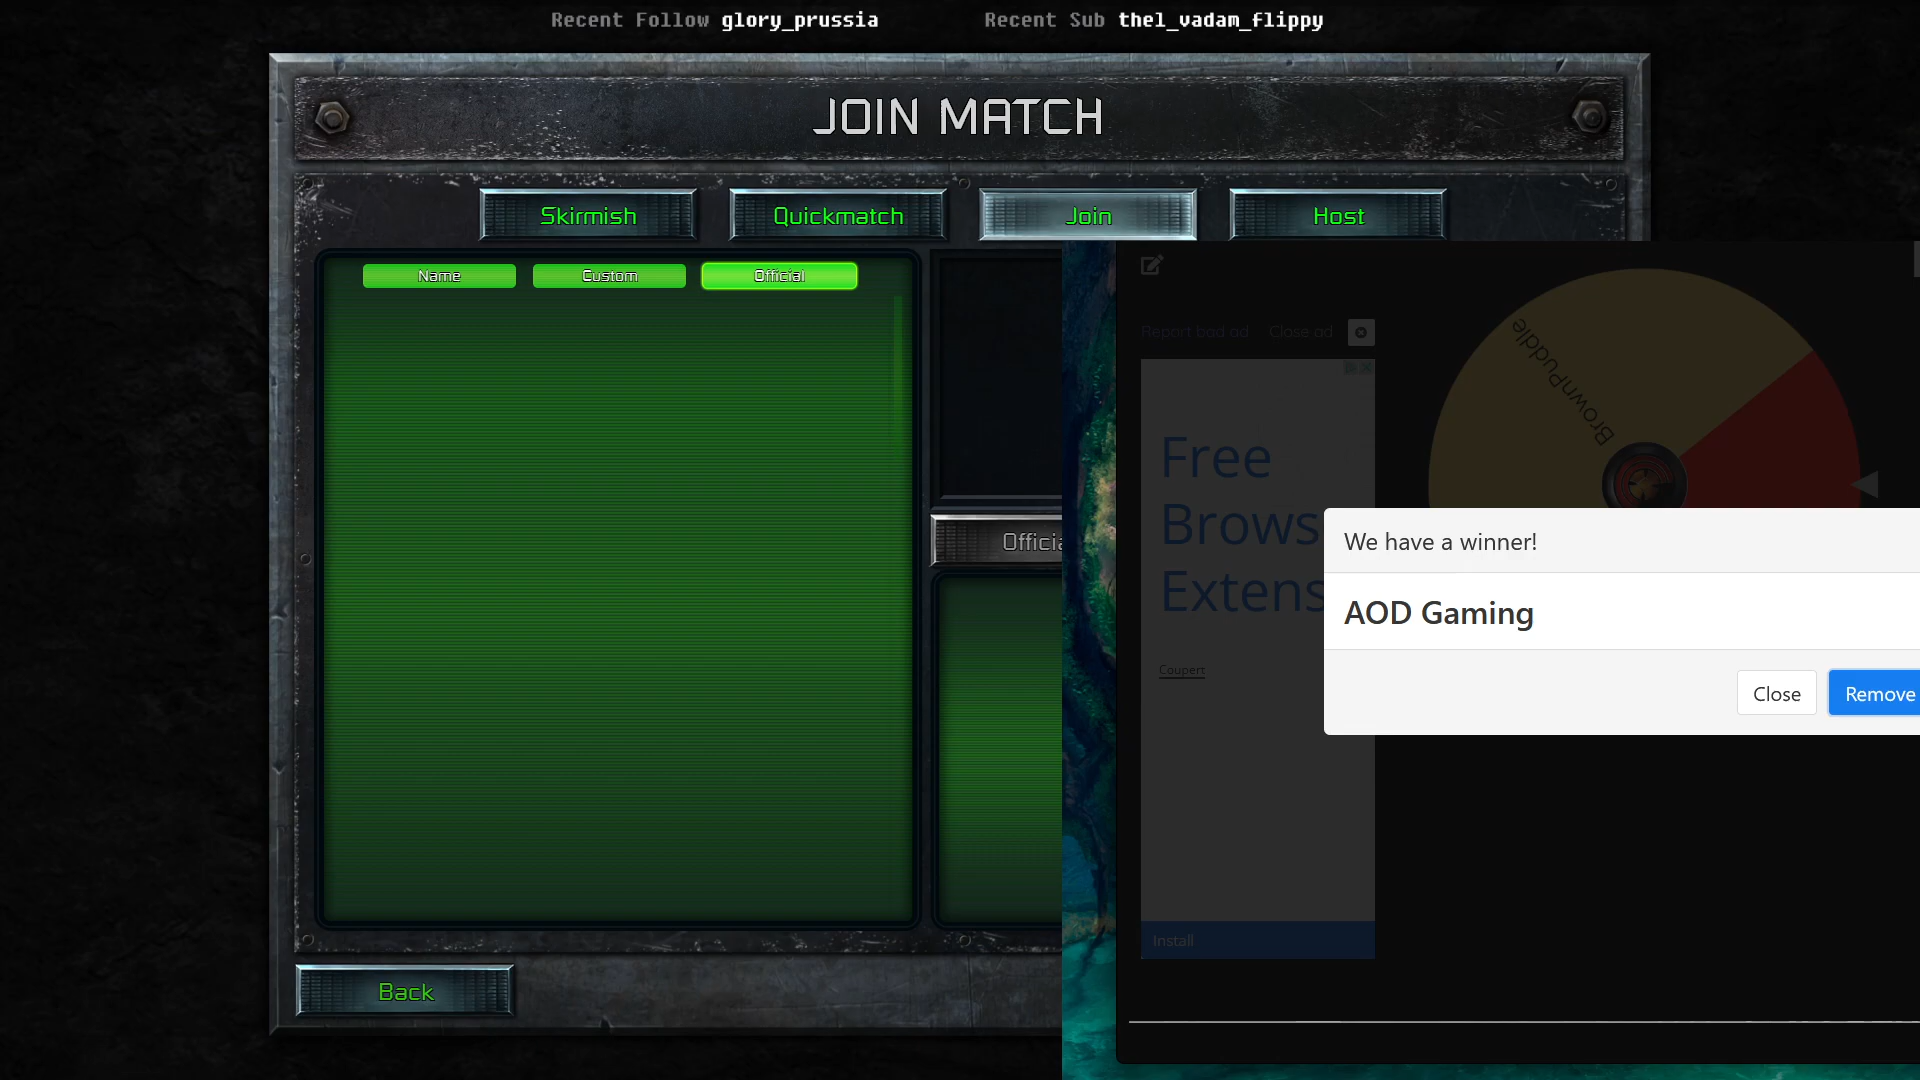 Recent Follow glory_prussia Recent Sub thel_vadam_flippy
JOIN MATCH
Skirmish Quickmatch Join Host
Name Custom Official
Report bad ad Close ad
BrownPuddle
Free
Brows
Extens
Coupert
Install
We have a winner!
AOD Gaming
Close Remove
Back